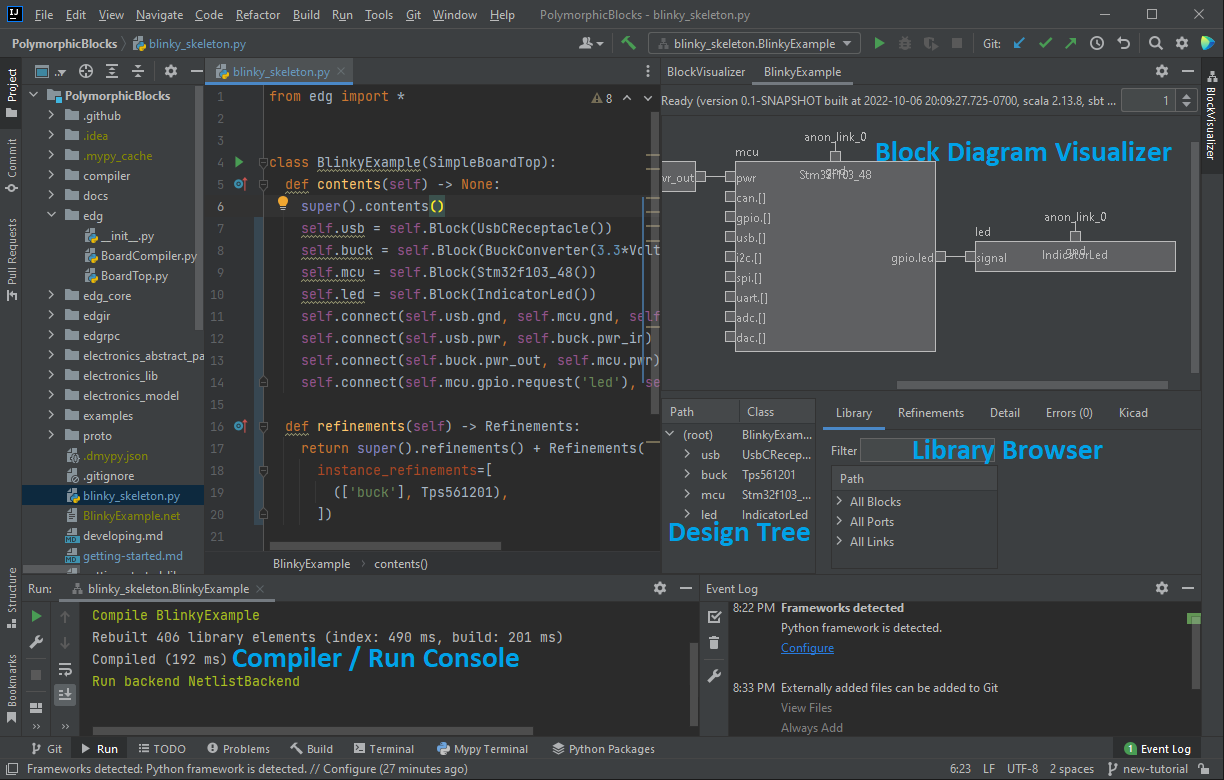 IJ File Edit View Navigate Code Refactor Build Run Tools Git Window Help PolymorphicBlocks - blinky_skeleton.py
PolymorphicBlocks blinky_skeleton.py blinky_skeleton.BlinkyExample Git:
Project
Commit
Pull Requests
Structure
Bookmarks
PolymorphicBlocks
.github
.idea
.mypy_cache
compiler
docs
edg
__init__.py
BoardCompiler.py
BoardTop.py
edg_core
edgir
edgrpc
electronics_abstract_pa
electronics_lib
electronics_model
examples
proto
.dmypy.json
.gitignore
blinky_skeleton.py
BlinkyExample.net
developing.md
getting-started.md
blinky_skeleton.py
8
1 from edg import *
2
3
4 class BlinkyExample(SimpleBoardTop):
5 def contents(self) -> None:
6 super().contents()
7 self.usb = self.Block(UsbCReceptacle())
8 self.buck = self.Block(BuckConverter(3.3*Volt
9 self.mcu = self.Block(Stm32f103_48())
10 self.led = self.Block(IndicatorLed())
11 self.connect(self.usb.gnd, self.mcu.gnd, self
12 self.connect(self.usb.pwr, self.buck.pwr_in)
13 self.connect(self.buck.pwr_out, self.mcu.pwr)
14 self.connect(self.mcu.gpio.request('led'), se
15
16 def refinements(self) -> Refinements:
17 return super().refinements() + Refinements(
18 instance_refinements=[
19 (['buck'], Tps561201),
20 ])
21
BlinkyExample contents()
BlockVisualizer BlinkyExample
Ready (version 0.1-SNAPSHOT built at 2022-10-06 20:09:27.725-0700, scala 2.13.8, sbt ... 1
BlockVisualizer
Block Diagram Visualizer
anon_link_0
mcu
gnd
Stm32f103_48
vr_out
pwr
can.[]
gpio.[]
usb.[]
i2c.[]
spi.[]
uart.[]
adc.[]
dac.[]
gpio.led
anon_link_0
led
gnd
signal
IndicatorLed
Path Class
(root) BlinkyExam...
usb UsbCRecep...
buck Tps561201
mcu Stm32f103_...
led IndicatorLed
Design Tree
Library Refinements Detail Errors (0) Kicad
Filter
Library Browser
Path
All Blocks
All Ports
All Links
Run: blinky_skeleton.BlinkyExample
Compile BlinkyExample
Rebuilt 406 library elements (index: 490 ms, build: 201 ms)
Compiled (192 ms)
Run backend NetlistBackend
Compiler / Run Console
Event Log
8:22 PM Frameworks detected
Python framework is detected.
Configure
8:33 PM Externally added files can be added to Git
View Files
Always Add
Git Run TODO Problems Build Terminal Mypy Terminal Python Packages 1 Event Log
Frameworks detected: Python framework is detected. // Configure (27 minutes ago) 6:23 LF UTF-8 2 spaces new-tutorial